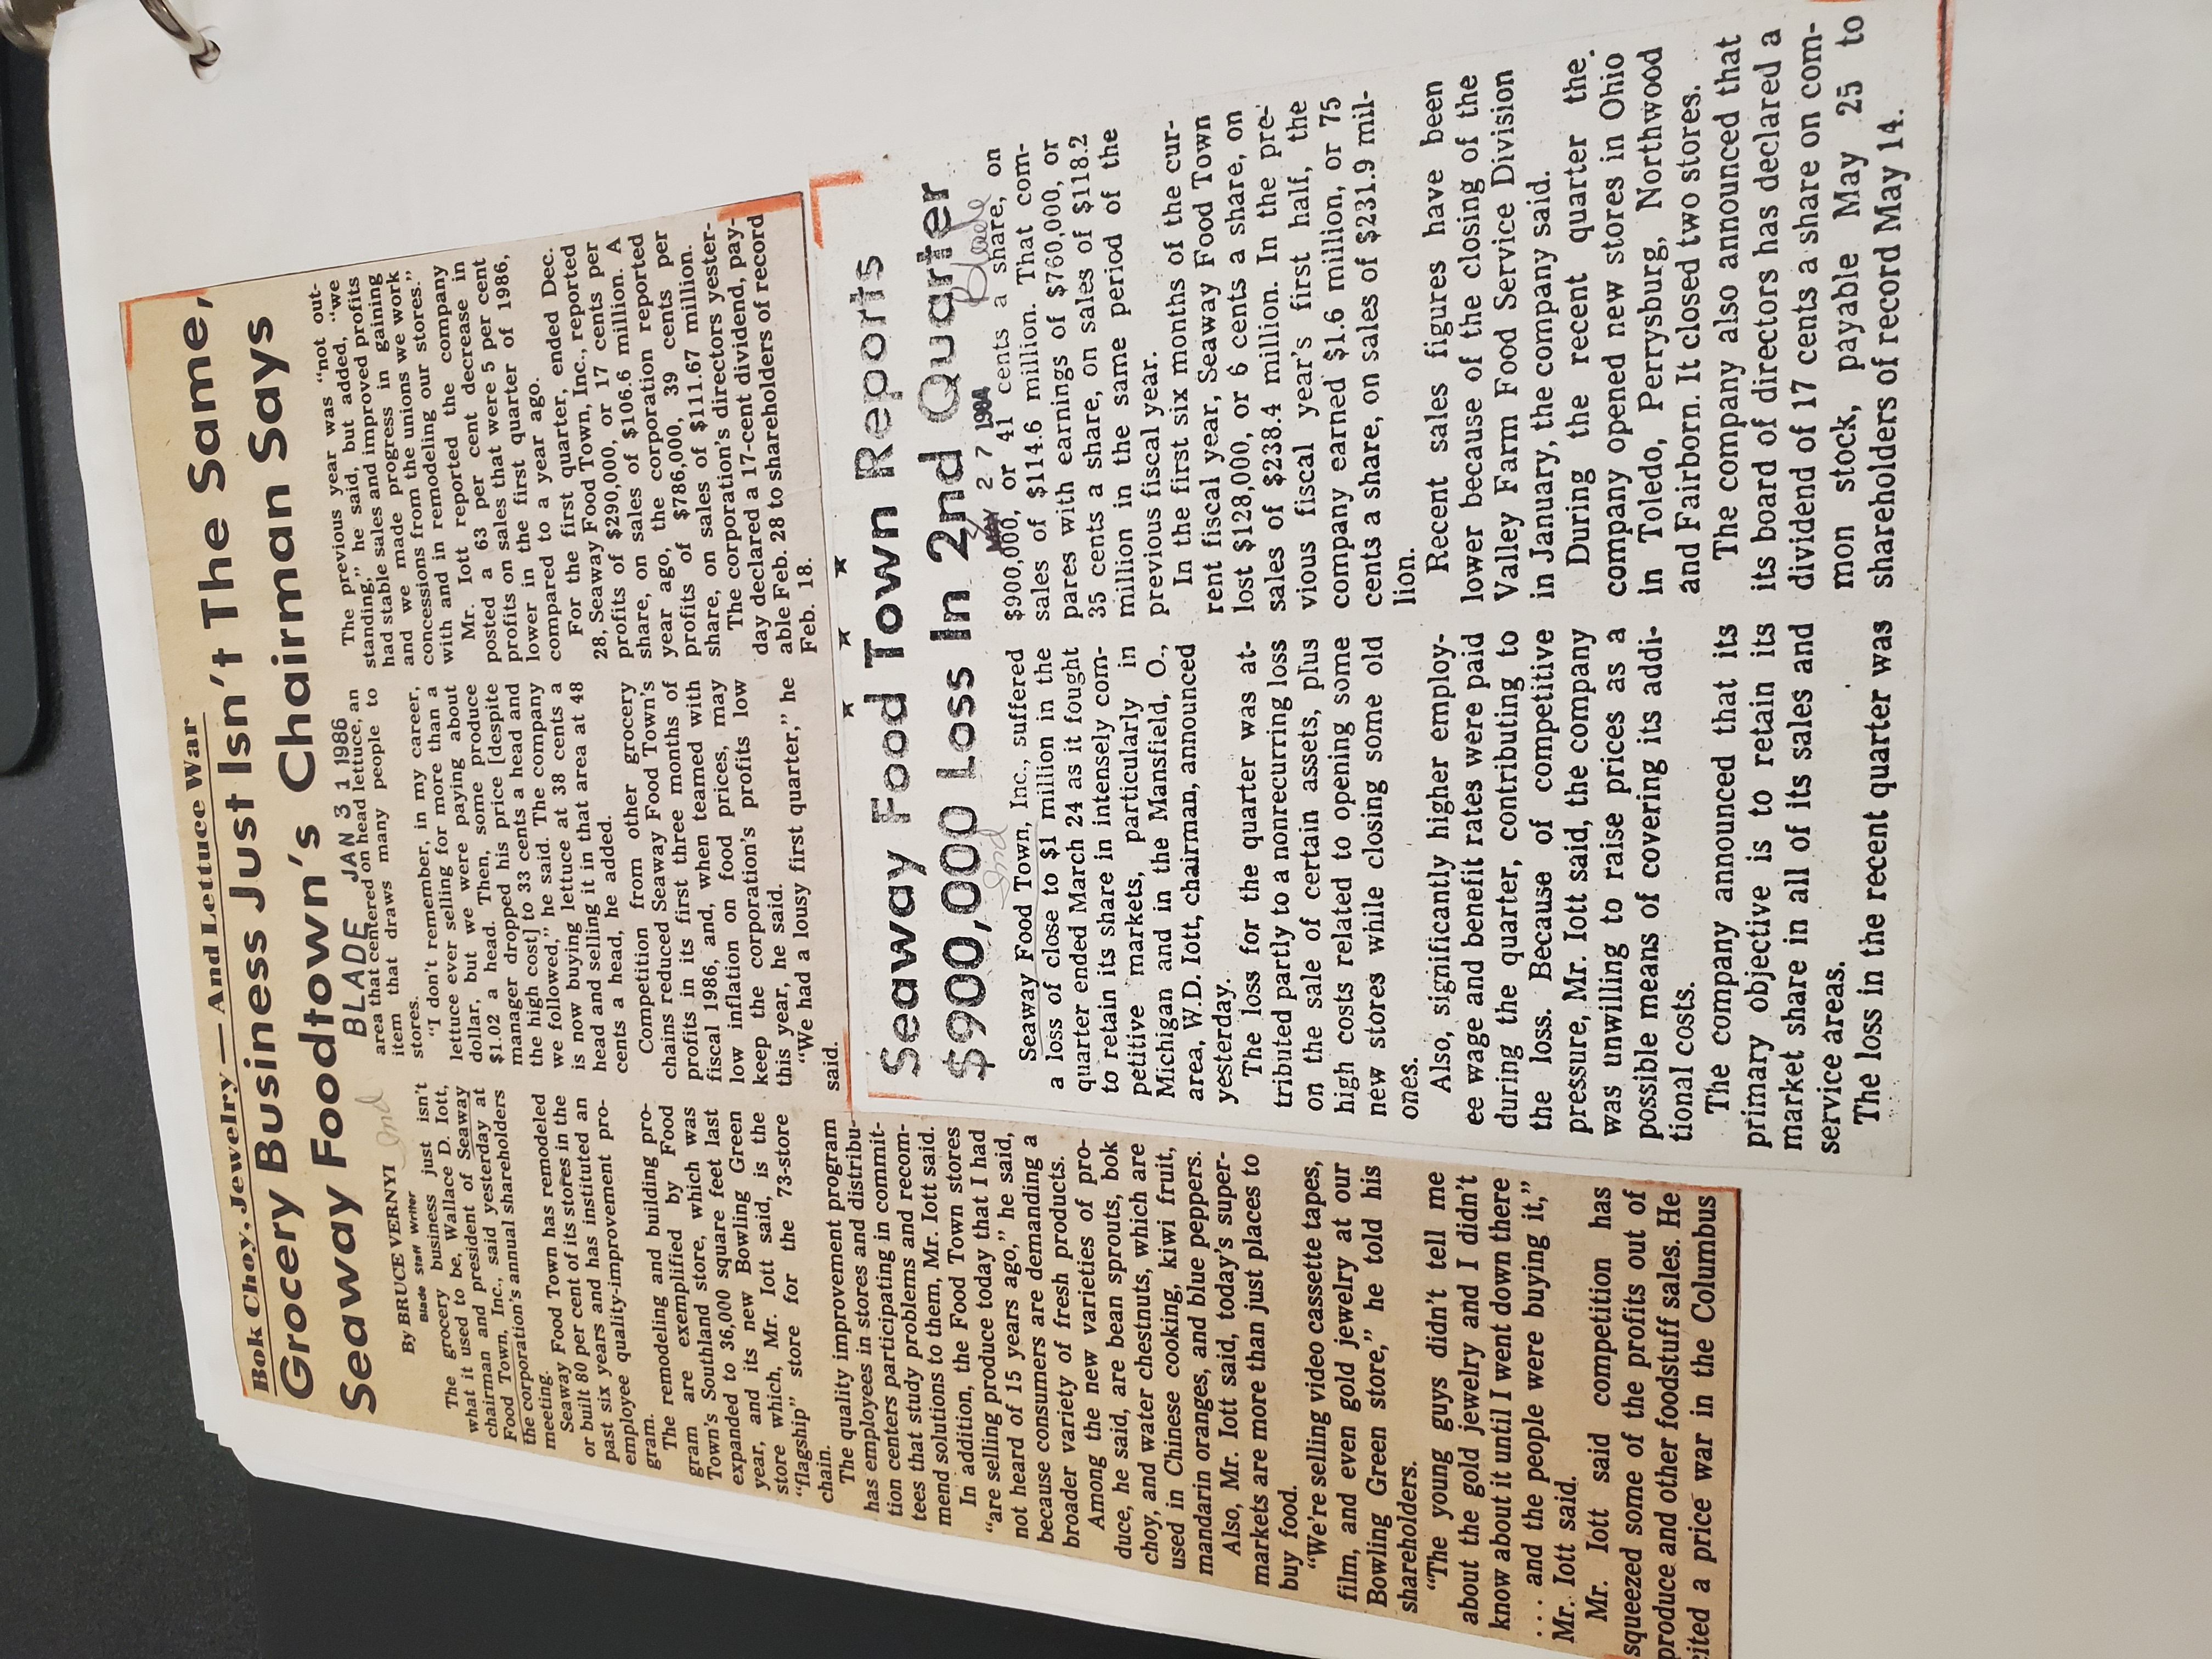 Bok Choy, Jewelry — And Lettuce War
Grocery Business Just Isn't The Same,
Seaway Foodtown's Chairman Says
BLADE JAN 31 1986
Ind
By BRUCE VERNYI
Blade Staff Writer
The grocery business just isn't
what it used to be, Wallace D. Iott,
chairman and president of Seaway
Food Town, Inc., said yesterday at
the corporation's annual shareholders
meeting.
Seaway Food Town has remodeled
or built 80 per cent of its stores in the
past six years and has instituted an
employee quality-improvement pro-
gram.
The remodeling and building pro-
gram are exemplified by Food
Town's Southland store, which was
expanded to 36,000 square feet last
year, and its new Bowling Green
store which, Mr. Iott said, is the
“flagship” store for the 73-store
chain.
The quality improvement program
has employees in stores and distribu-
tion centers participating in commit-
tees that study problems and recom-
mend solutions to them, Mr. Iott said.
In addition, the Food Town stores
“are selling produce today that I had
not heard of 15 years ago,” he said,
because consumers are demanding a
broader variety of fresh products.
Among the new varieties of pro-
duce, he said, are bean sprouts, bok
choy, and water chestnuts, which are
used in Chinese cooking, kiwi fruit,
mandarin oranges, and blue peppers.
Also, Mr. Iott said, today's super-
markets are more than just places to
buy food.
“We're selling video cassette tapes,
film, and even gold jewelry at our
Bowling Green store,” he told his
shareholders.
“The young guys didn't tell me
about the gold jewelry and I didn't
know about it until I went down there
. . . and the people were buying it,”
Mr. Iott said.
Mr. Iott said competition has
squeezed some of the profits out of
produce and other foodstuff sales. He
cited a price war in the Columbus
area that centered on head lettuce, an
item that draws many people to
stores.
“I don't remember, in my career,
lettuce ever selling for more than a
dollar, but we were paying about
$1.02 a head. Then, some produce
manager dropped his price [despite
the high cost] to 33 cents a head and
we followed,” he said. The company
is now buying lettuce at 38 cents a
head and selling it in that area at 48
cents a head, he added.
Competition from other grocery
chains reduced Seaway Food Town's
profits in its first three months of
fiscal 1986, and, when teamed with
low inflation on food prices, may
keep the corporation's profits low
this year, he said.
“We had a lousy first quarter,” he
said.
The previous year was “not out-
standing,” he said, but added, “we
had stable sales and improved profits
and we made progress in gaining
concessions from the unions we work
with and in remodeling our stores.”
Mr. Iott reported the company
posted a 63 per cent decrease in
profits on sales that were 5 per cent
lower in the first quarter of 1986,
compared to a year ago.
For the first quarter, ended Dec.
28, Seaway Food Town, Inc., reported
profits of $290,000, or 17 cents per
share, on sales of $106.6 million. A
year ago, the corporation reported
profits of $786,000, 39 cents per
share, on sales of $111.67 million.
The corporation's directors yester-
day declared a 17-cent dividend, pay-
able Feb. 28 to shareholders of record
Feb. 18.
★ ★ ★
Seaway Food Town Reports
$900,000 Loss In 2nd Quarter
Ind
27 1984
Blade
Seaway Food Town, Inc., suffered
a loss of close to $1 million in the
quarter ended March 24 as it fought
to retain its share in intensely com-
petitive markets, particularly in
Michigan and in the Mansfield, O.,
area, W.D. Iott, chairman, announced
yesterday.
The loss for the quarter was at-
tributed partly to a nonrecurring loss
on the sale of certain assets, plus
high costs related to opening some
new stores while closing some old
ones.
Also, significantly higher employ-
ee wage and benefit rates were paid
during the quarter, contributing to
the loss. Because of competitive
pressure, Mr. Iott said, the company
was unwilling to raise prices as a
possible means of covering its addi-
tional costs.
The company announced that its
primary objective is to retain its
market share in all of its sales and
service areas.
The loss in the recent quarter was
$900,000, or 41 cents a share, on
sales of $114.6 million. That com-
pares with earnings of $760,000, or
35 cents a share, on sales of $118.2
million in the same period of the
previous fiscal year.
In the first six months of the cur-
rent fiscal year, Seaway Food Town
lost $128,000, or 6 cents a share, on
sales of $238.4 million. In the pre-
vious fiscal year's first half, the
company earned $1.6 million, or 75
cents a share, on sales of $231.9 mil-
lion.
Recent sales figures have been
lower because of the closing of the
Valley Farm Food Service Division
in January, the company said.
During the recent quarter the
company opened new stores in Ohio
in Toledo, Perrysburg, Northwood
and Fairborn. It closed two stores.
The company also announced that
its board of directors has declared a
dividend of 17 cents a share on com-
mon stock, payable May 25 to
shareholders of record May 14.